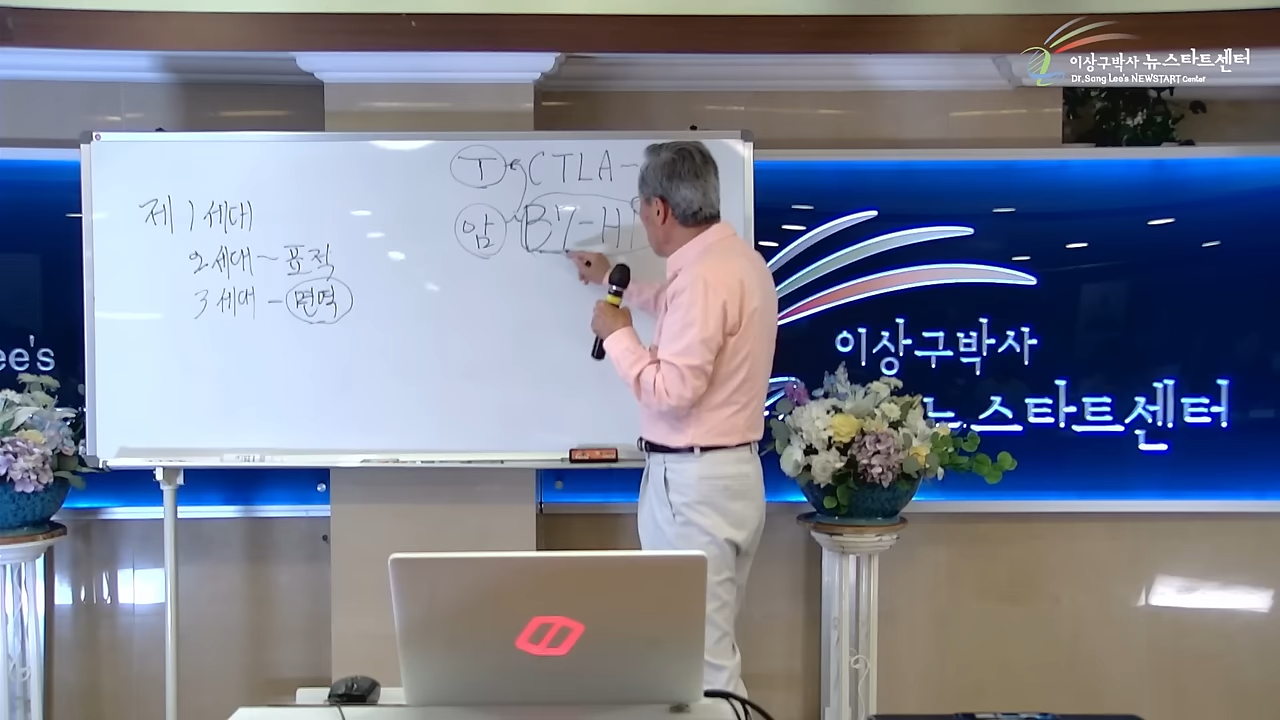 이상구박사 뉴스타트센터
Dr. Sang Lee's NEWSTART Center
T CTLA-
암 B7-H
제 1 세대
2세대 ~ 표적
3세대 - 면역
ee's
이상구박사
뉴스타트센터